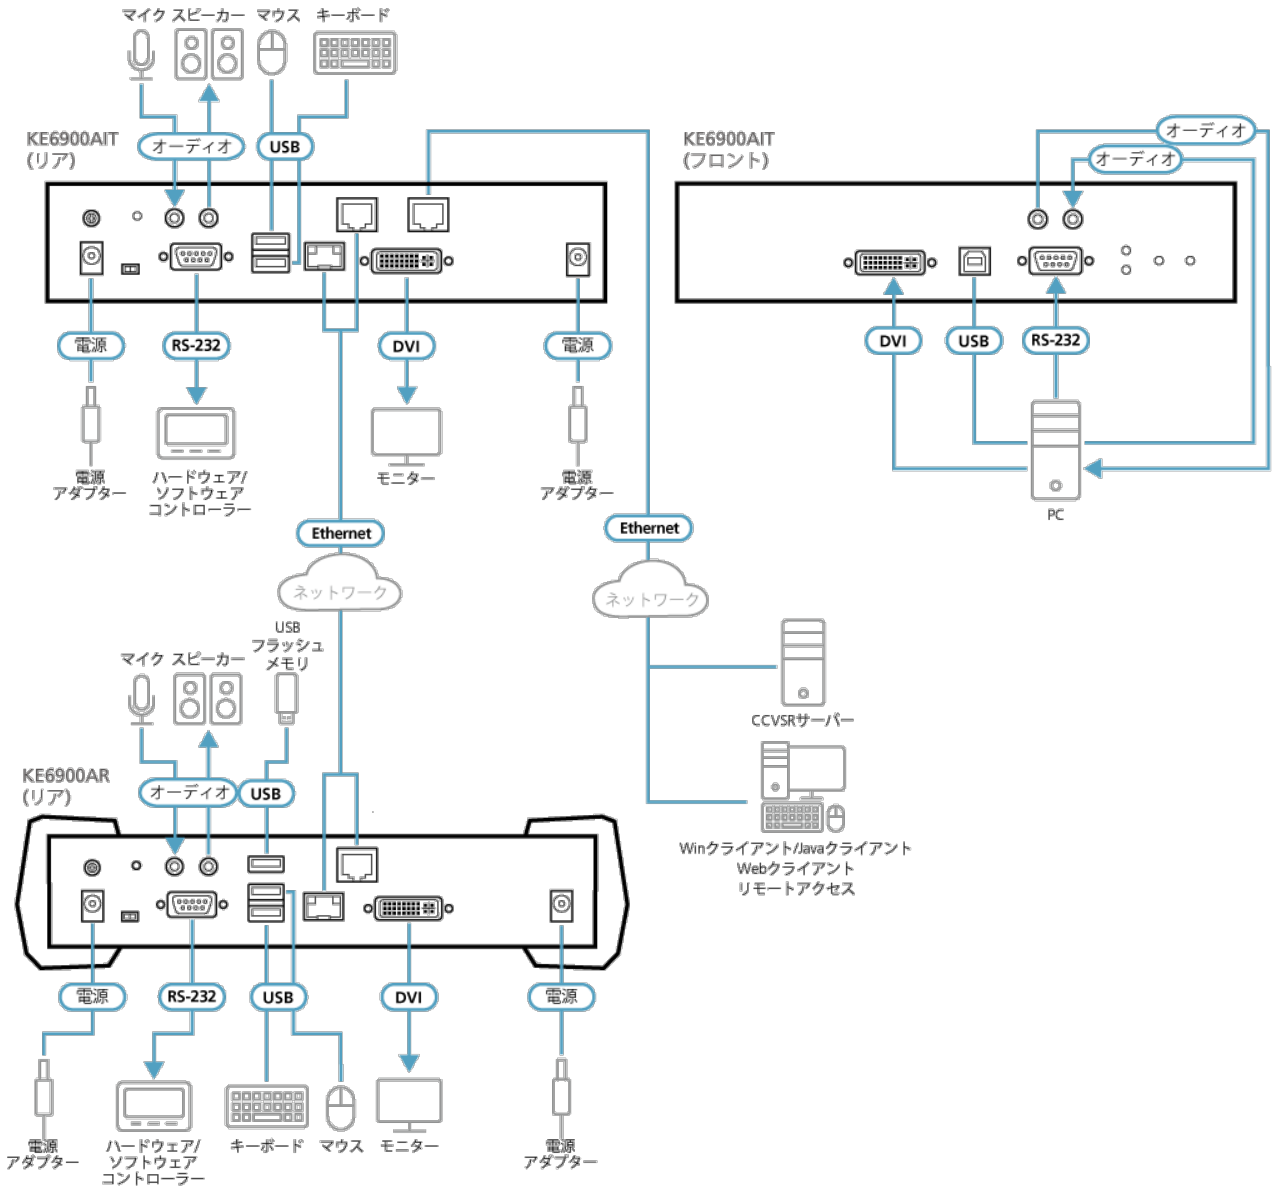 マイク スピーカー マウス キーボード
KE6900AIT
(リア)
オーディオ
USB
KE6900AIT
(フロント)
オーディオ
オーディオ
電源
RS-232
DVI
電源
DVI
USB
RS-232
電源
アダプター
ハードウェア/
ソフトウェア
コントローラー
モニター
電源
アダプター
PC
Ethernet
Ethernet
ネットワーク
ネットワーク
USB
フラッシュ
メモリ
マイク スピーカー
CCVSRサーバー
KE6900AR
(リア)
オーディオ
USB
Winクライアント/Javaクライアント
Webクライアント
リモートアクセス
電源
RS-232
USB
DVI
電源
電源
アダプター
ハードウェア/
ソフトウェア
コントローラー
キーボード
マウス
モニター
電源
アダプター